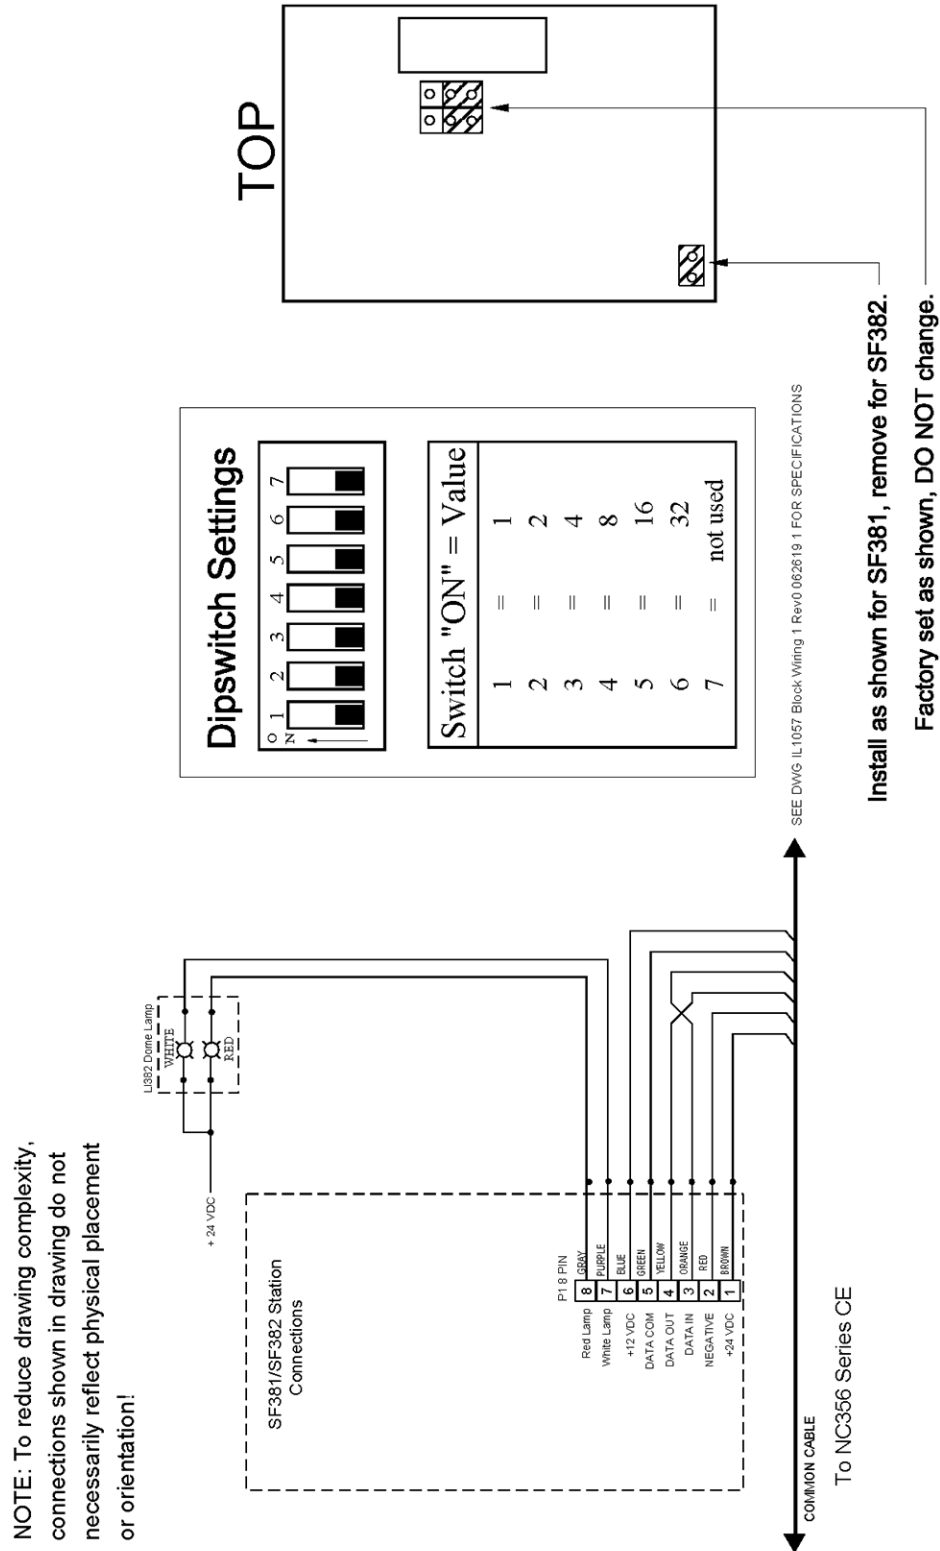 NOTE: To reduce drawing complexity,
connections shown in drawing do not
necessarily reflect physical placement
or orientation!
LI382 Dome Lamp
WHITE
RED
+ 24 VDC
SF381/SF382 Station
Connections
P1 8 PIN
Red Lamp 8 GRAY
White Lamp 7 PURPLE
+12 VDC 6 BLUE
DATA COM 5 GREEN
DATA OUT 4 YELLOW
DATA IN 3 ORANGE
NEGATIVE 2 RED
+24 VDC 1 BROWN
COMMON CABLE
To NC356 Series CE
Dipswitch Settings
O
N
1 2 3 4 5 6 7
Switch "ON" = Value
1 = 1
2 = 2
3 = 4
4 = 8
5 = 16
6 = 32
7 = not used
SEE DWG IL1057 Block Wiring 1 Rev0 062619 1 FOR SPECIFICATIONS
TOP
Install as shown for SF381, remove for SF382.
Factory set as shown, DO NOT change.